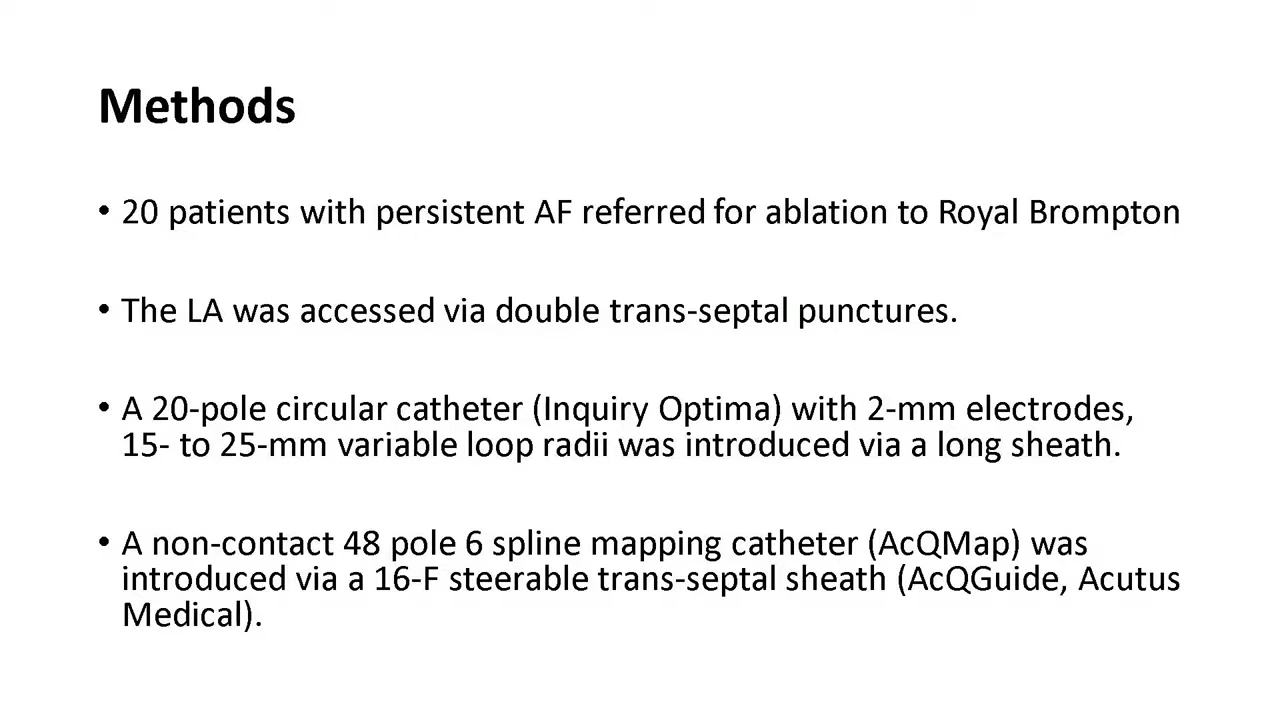 Methods
• 20 patients with persistent AF referred for ablation to Royal Brompton
• The LA was accessed via double trans-septal punctures.
• A 20-pole circular catheter (Inquiry Optima) with 2-mm electrodes,
15- to 25-mm variable loop radii was introduced via a long sheath.
• A non-contact 48 pole 6 spline mapping catheter (AcQMap) was
introduced via a 16-F steerable trans-septal sheath (AcQGuide, Acutus
Medical).